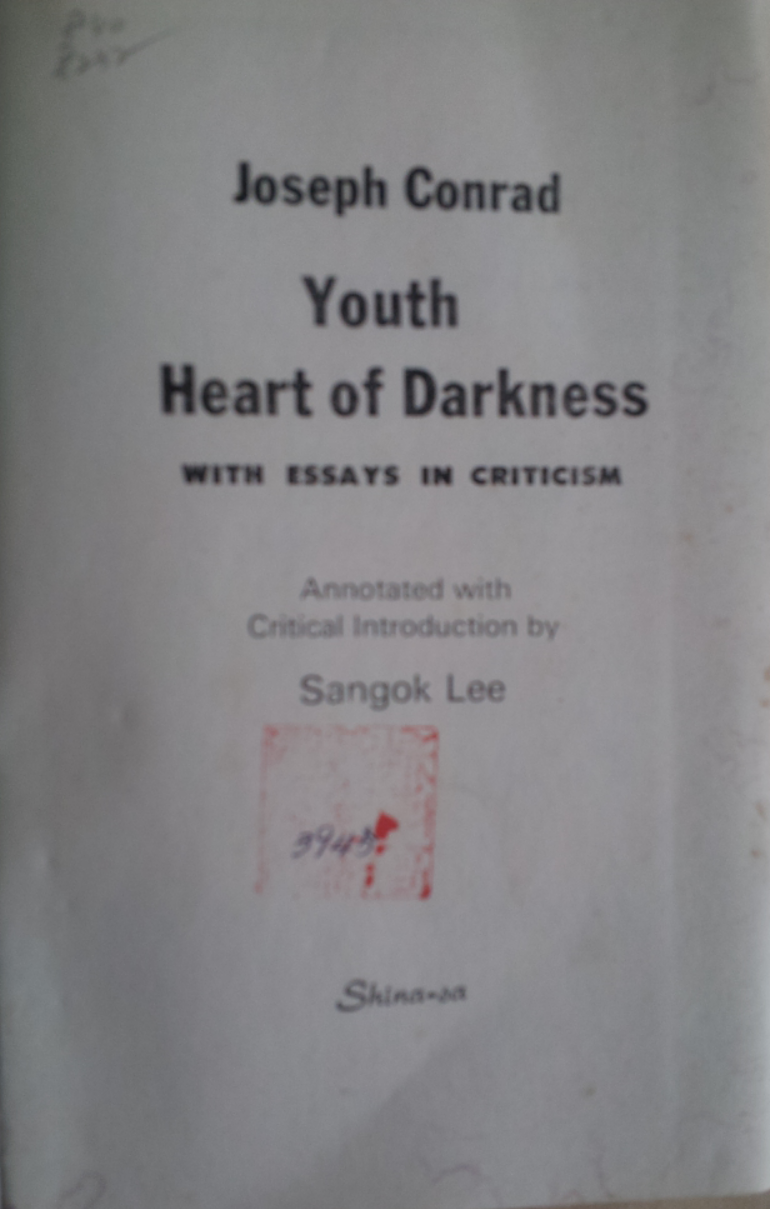 Joseph Conrad
Youth
Heart of Darkness
WITH ESSAYS IN CRITICISM
Annotated with
Critical Introduction by
Sangok Lee
3943
Shina-sa